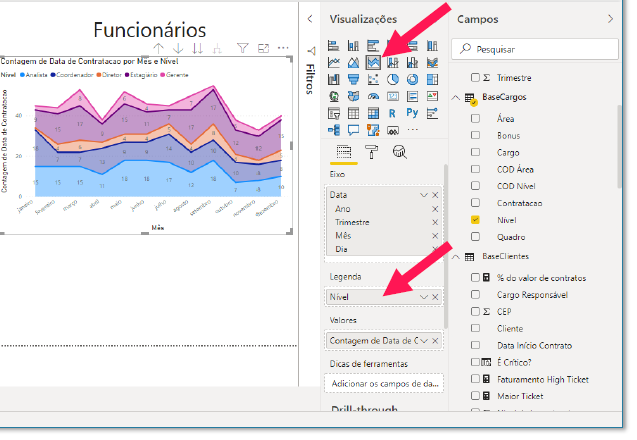 Funcionários
Contagem de Data de Contratacao por Mês e Nível
Nível Analista Coordenador Diretor Estagiário Gerente
Contagem de Data de Contratacao
40
20
0
janeiro
fevereiro
março
abril
maio
junho
julho
agosto
setembro
outubro
novembro
dezembro
Mês
Filtros
Visualizações
R Py
Eixo
Data
Ano
Trimestre
Mês
Dia
Legenda
Nível
Valores
Contagem de Data de C
Dicas de ferramentas
Adicionar os campos de da...
Drill-through
Campos
Pesquisar
Σ Trimestre
BaseCargos
Área
Bonus
Cargo
COD Área
COD Nível
Contratacao
Nível
Quadro
BaseClientes
% do valor de contratos
Cargo Responsável
Σ CEP
Cliente
Data Início Contrato
É Crítico?
Faturamento High Ticket
Maior Ticket